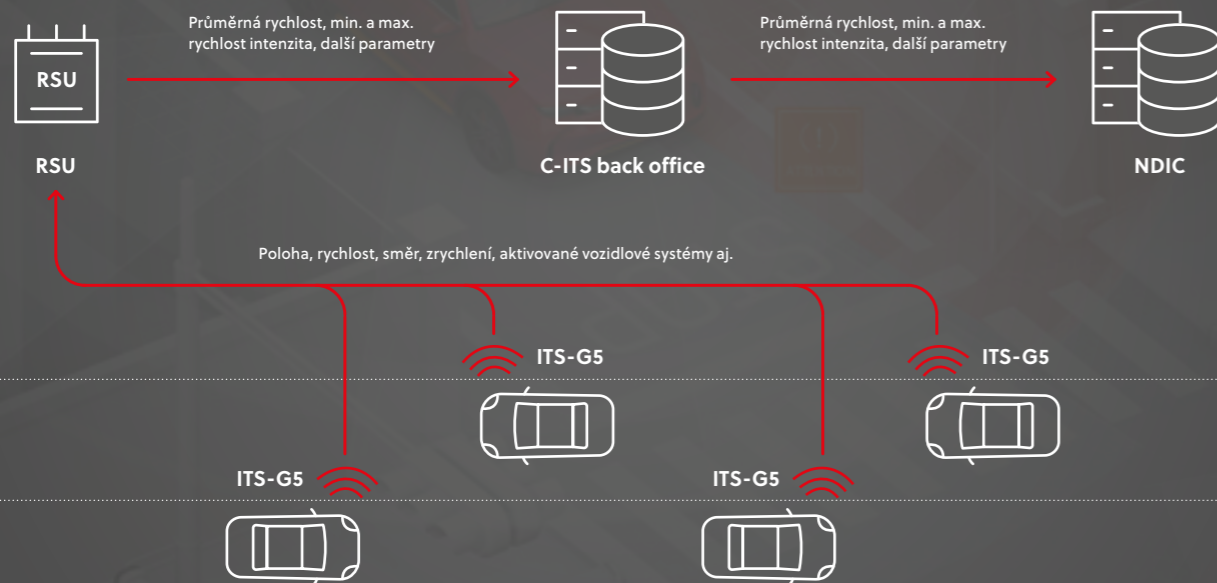 Průměrná rychlost, min. a max.
rychlost intenzita, další parametry
Průměrná rychlost, min. a max.
rychlost intenzita, další parametry
RSU
RSU
C-ITS back office
NDIC
Poloha, rychlost, směr, zrychlení, aktivované vozidlové systémy aj.
ITS-G5
ITS-G5
ITS-G5
ITS-G5